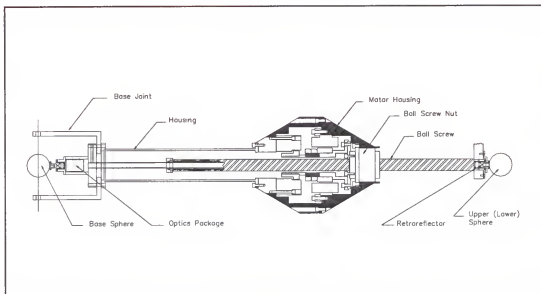 Base Joint
Housing
Motor Housing
Ball Screw Nut
Ball Screw
Base Sphere
Optics Package
Retroreflector
Upper (Lower)
Sphere